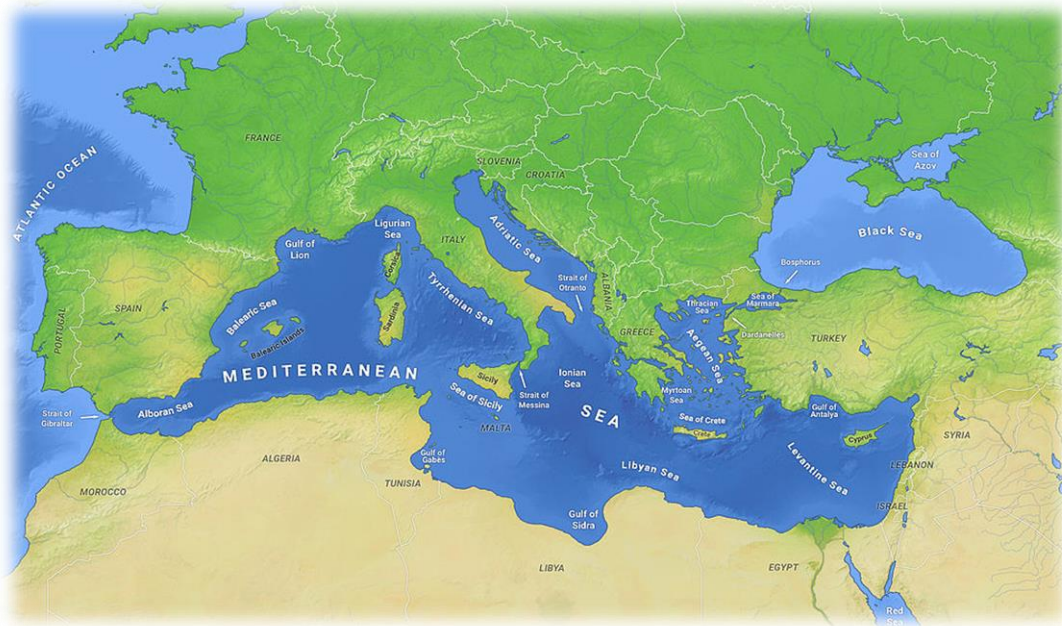 ATLANTIC OCEAN
FRANCE
SLOVENIA
CROATIA
Sea of
Azov
Black Sea
Bosphorus
Gulf of
Lion
Ligurian
Sea
Corsica
ITALY
Adriatic Sea
Strait of
Otranto
ALBANIA
PORTUGAL
SPAIN
Balearic Sea
Balearic Islands
Sardinia
Tyrrhenian Sea
Thracian
Sea
Sea of
Marmara
Dardanelles
GREECE
Aegean Sea
TURKEY
MEDITERRANEAN
SEA
Sicily
Ionian
Sea
Strait of
Messina
Sea of Sicily
MALTA
Myrtoan
Sea
Sea of Crete
Crete
Gulf of
Antalya
Cyprus
SYRIA
Strait of
Gibraltar
Alboran Sea
Gulf of
Gabès
Libyan Sea
Levantine Sea
LEBANON
ISRAEL
MOROCCO
ALGERIA
TUNISIA
Gulf of
Sidra
LIBYA
EGYPT
Red
Sea